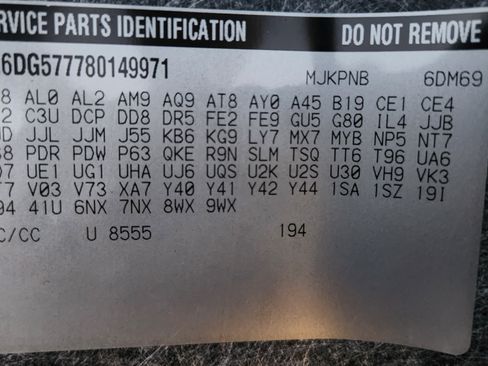 ERVICE PARTS IDENTIFICATION DO NOT REMOVE
6DG577780149971 MJKPNB 6DM69
8 AL0 AL2 AM9 AQ9 AT8 AY0 A45 B19 CE1 CE4
2 C3U DCP DD8 DR5 FE2 FE9 GU5 G80 IL4 JJB
D JJL JJM J55 KB6 KG9 LY7 MX7 MYB NP5 NT7
8 PDR PDW P63 QKE R9N SLM TSQ TT6 T96 UA6
7 UE1 UG1 UHA UJ6 UQS U2K U2S U30 VH9 VK3
7 V03 V73 XA7 Y40 Y41 Y42 Y44 1SA 1SZ 19I
94 41U 6NX 7NX 8WX 9WX
C/CC U 8555 194